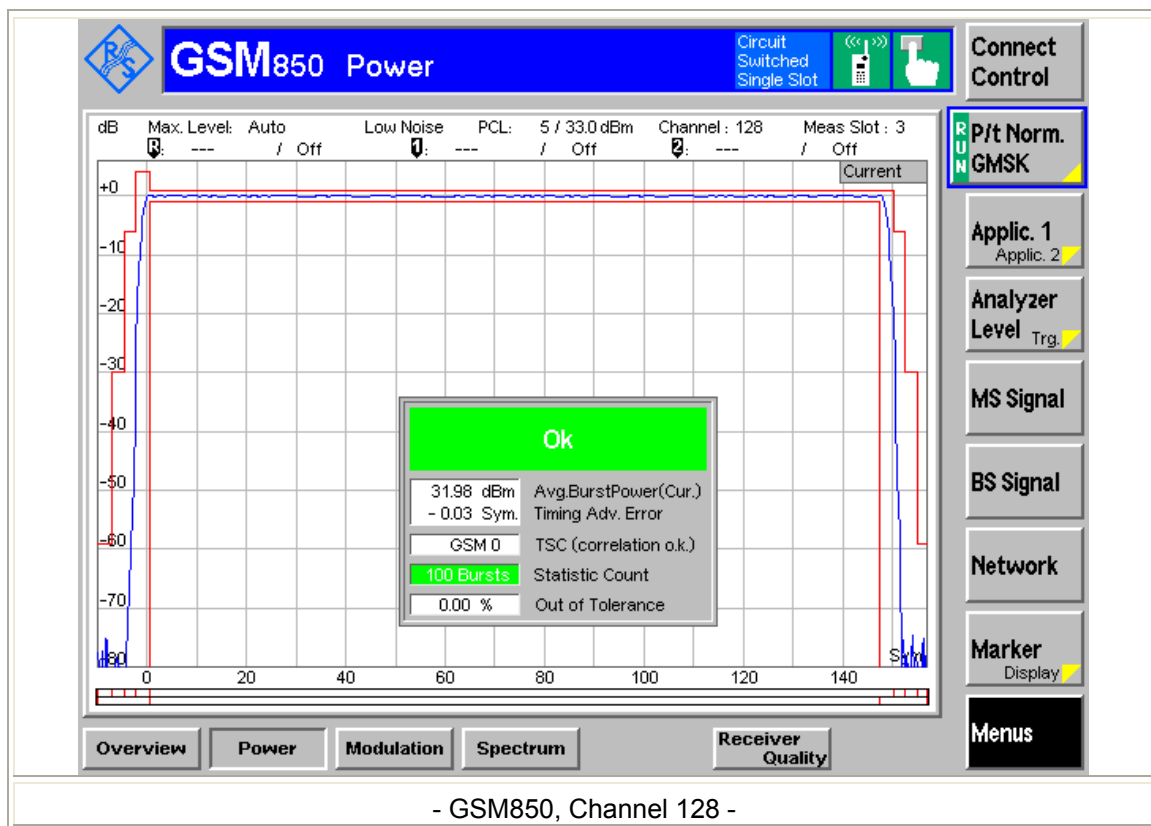 R&S
GSM850 Power
Circuit
Switched
Single Slot
Connect
Control
dB Max. Level: Auto Low Noise PCL: 5 / 33.0 dBm Channel : 128 Meas Slot : 3
R: --- / Off 1: --- / Off 2: --- / Off
Current
RUN
P/t Norm.
GMSK
+0
-10
-20
-30
-40
-50
-60
-70
-80
Applic. 1
Applic. 2
Analyzer
Level Trg.
MS Signal
BS Signal
Network
Marker
Display
Menus
Ok
31.98 dBm Avg.BurstPower(Cur.)
- 0.03 Sym. Timing Adv. Error
GSM 0 TSC (correlation o.k.)
100 Bursts Statistic Count
0.00 % Out of Tolerance
Sym
0 20 40 60 80 100 120 140
Overview Power Modulation Spectrum Receiver
Quality
- GSM850, Channel 128 -